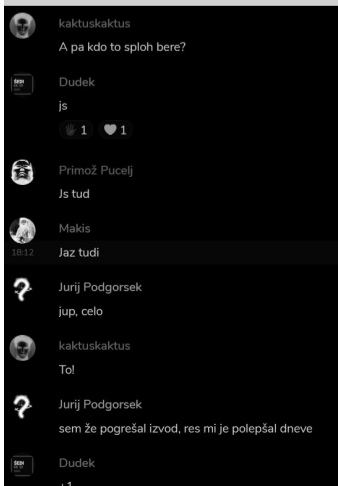 kaktuskaktus
A pa kdo to sploh bere?
Dudek
js
1 1
Primož Pucelj
Js tud
Makis
18:12
Jaz tudi
Jurij Podgorsek
jup, celo
kaktuskaktus
To!
Jurij Podgorsek
sem že pogrešal izvod, res mi je polepšal dneve
Dudek
+1